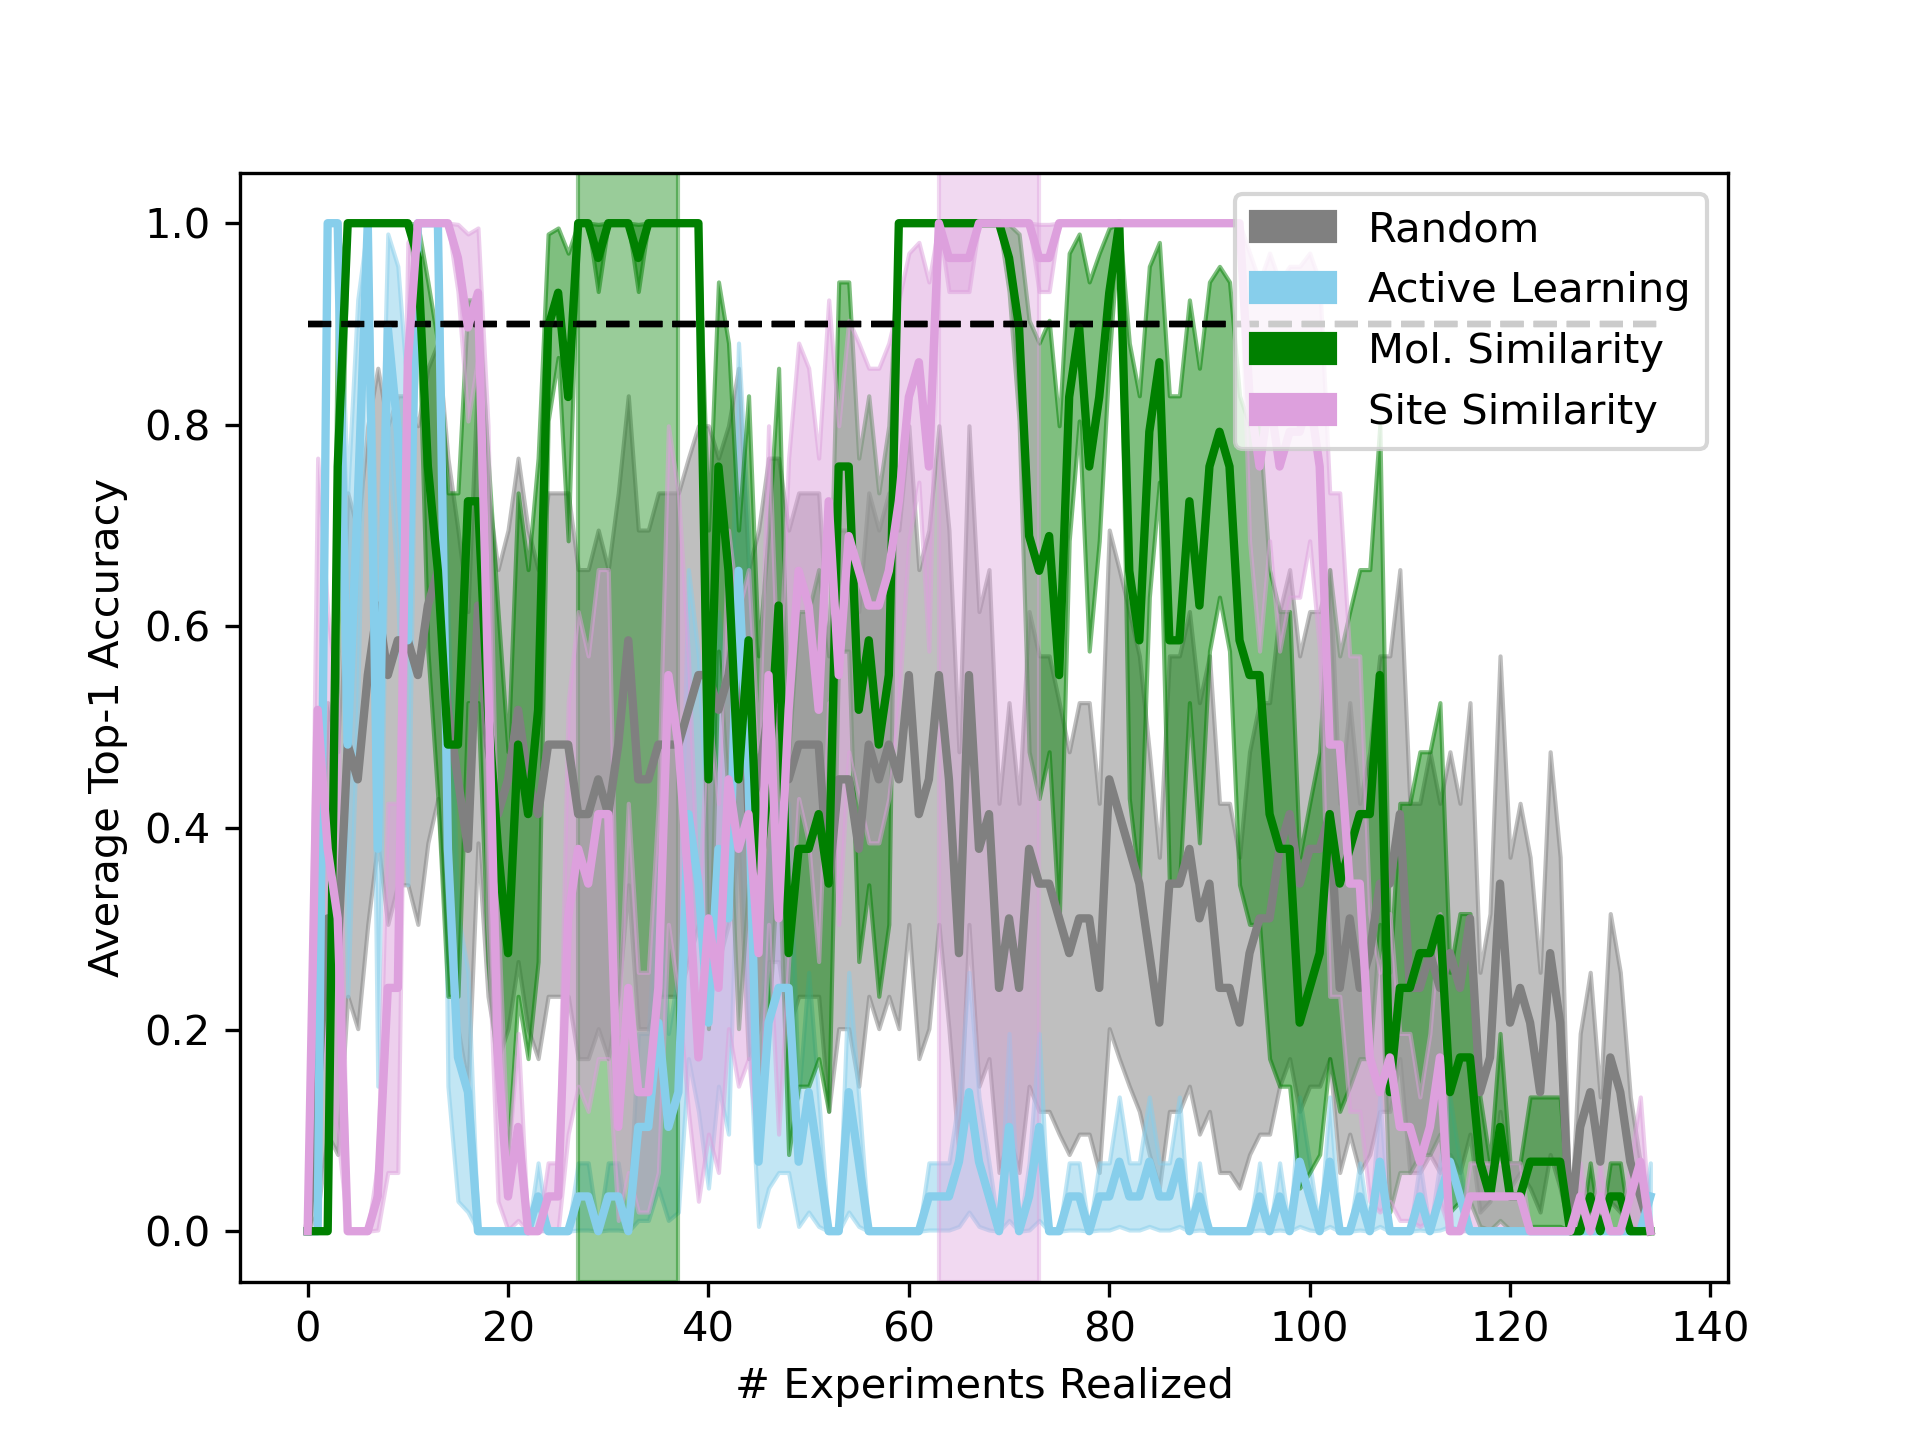 Average Top-1 Accuracy
1.0
0.8
0.6
0.4
0.2
0.0
Random
Active Learning
Mol. Similarity
Site Similarity
0 20 40 60 80 100 120 140
# Experiments Realized